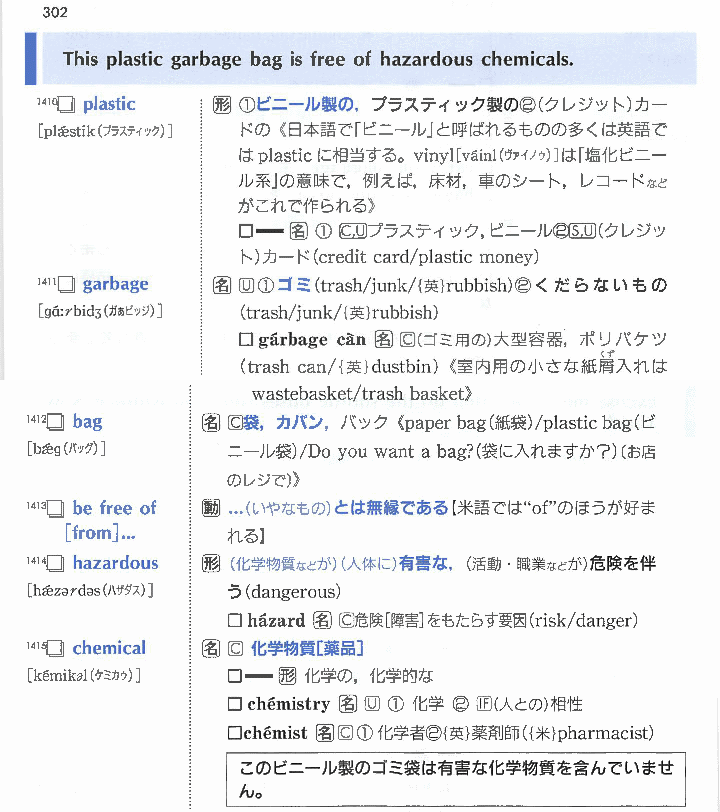 302
This plastic garbage bag is free of hazardous chemicals.
1410□ plastic
[plǽstik(プラスティック)]
形 ①ビニール製の, プラスティック製の②(クレジット)カー
ドの《日本語で「ビニール」と呼ばれるものの多くは英語で
は plastic に相当する。vinyl[váinl(ヴァイノゥ)]は「塩化ビニー
ル系」の意味で, 例えば, 床材, 車のシート, レコードなど
がこれで作られる》
□━ 名 ① C,Uプラスティック, ビニール②S,U(クレジッ
ト)カード(credit card/plastic money)
1411□ garbage
[gá:rbidʒ(ガぁビッジ)]
名 U①ゴミ(trash/junk/{英}rubbish)②くだらないもの
(trash/junk/{英}rubbish)
□ gárbage càn 名 C(ゴミ用の)大型容器, ポリバケツ
(trash can/{英}dustbin)《室内用の小さな紙屑くず入れは
wastebasket/trash basket》
1412□ bag
[bǽg(バッグ)]
名 C袋, カバン, バック《paper bag(紙袋)/plastic bag(ビ
ニール袋)/Do you want a bag?(袋に入れますか?)(お店
のレジで)》
1413□ be free of
[from]...
動 ...(いやなもの)とは無縁である【米語では“of”のほうが好ま
れる】
1414□ hazardous
[hǽzərdəs(ハザダス)]
形 (化学物質などが)(人体に)有害な, (活動・職業などが)危険を伴
う(dangerous)
□ házard 名 C危険[障害]をもたらす要因(risk/danger)
1415□ chemical
[kémikəl(ケミカゥ)]
名 C 化学物質[薬品]
□━ 形 化学の, 化学的な
□ chémistry 名 U ① 化学 ② IF(人との)相性
□chémist 名C①化学者②{英}薬剤師({米}pharmacist)
このビニール製のゴミ袋は有害な化学物質を含んでいませ
ん。